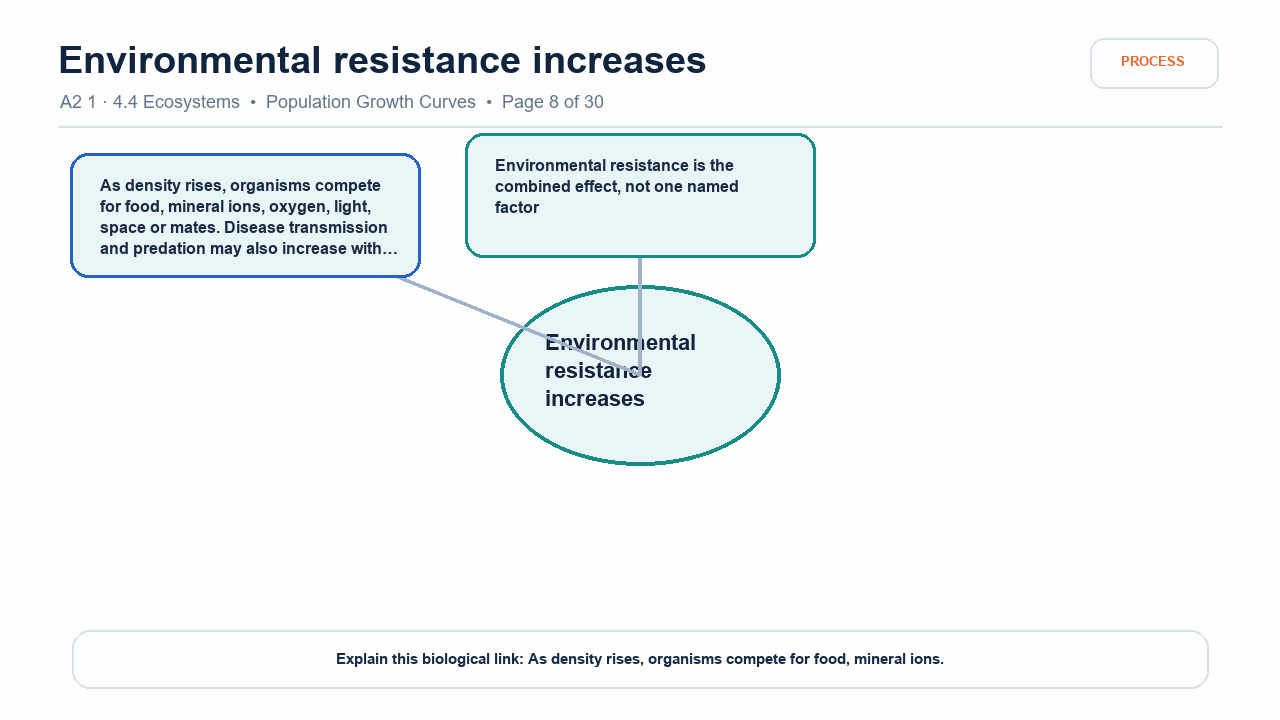 Environmental resistance increases
PROCESS
A2 1 · 4.4 Ecosystems • Population Growth Curves • Page 8 of 30
As density rises, organisms compete
for food, mineral ions, oxygen, light,
space or mates. Disease transmission
and predation may also increase with…
Environmental resistance is the
combined effect, not one named
factor
Environmental
resistance
increases
Explain this biological link: As density rises, organisms compete for food, mineral ions.